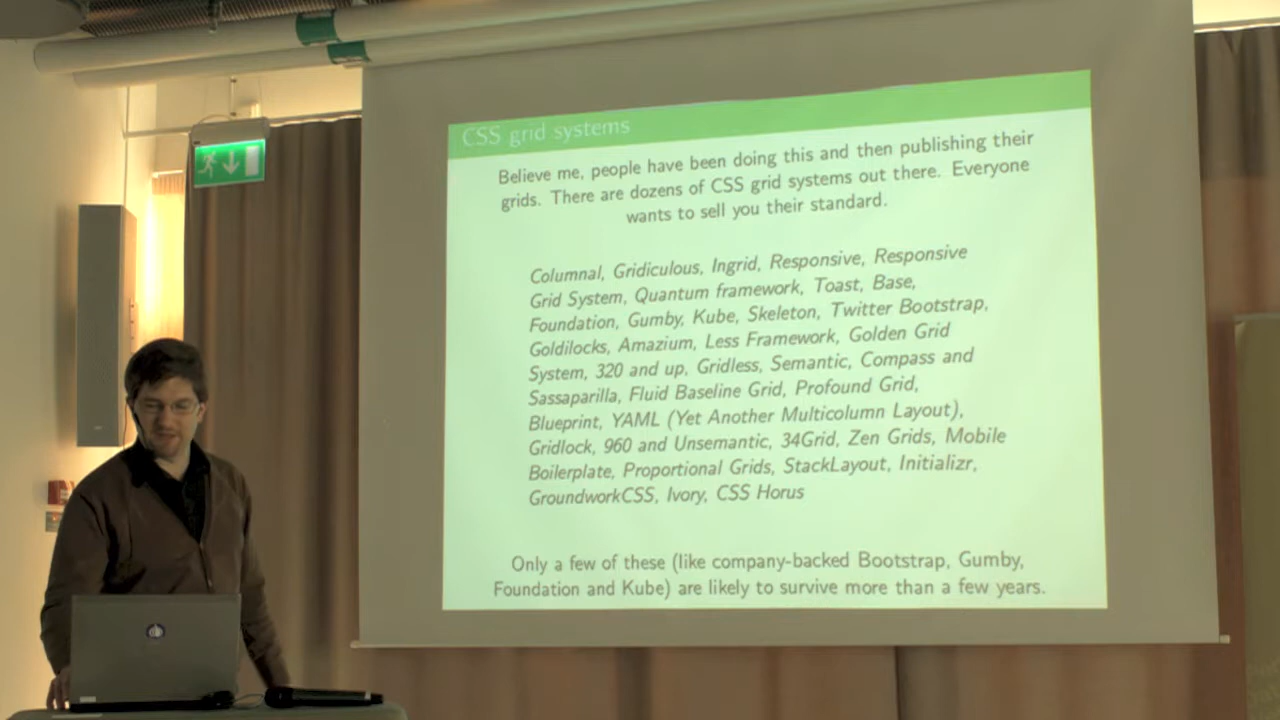 CSS grid systems
Believe me, people have been doing this and then publishing their
grids. There are dozens of CSS grid systems out there. Everyone
wants to sell you their standard.
Columnal, Gridiculous, Ingrid, Responsive, Responsive
Grid System, Quantum framework, Toast, Base,
Foundation, Gumby, Kube, Skeleton, Twitter Bootstrap,
Goldilocks, Amazium, Less Framework, Golden Grid
System, 320 and up, Gridless, Semantic, Compass and
Sassaparilla, Fluid Baseline Grid, Profound Grid,
Blueprint, YAML (Yet Another Multicolumn Layout),
Gridlock, 960 and Unsemantic, 34Grid, Zen Grids, Mobile
Boilerplate, Proportional Grids, StackLayout, Initializr,
GroundworkCSS, Ivory, CSS Horus
Only a few of these (like company-backed Bootstrap, Gumby,
Foundation and Kube) are likely to survive more than a few years.